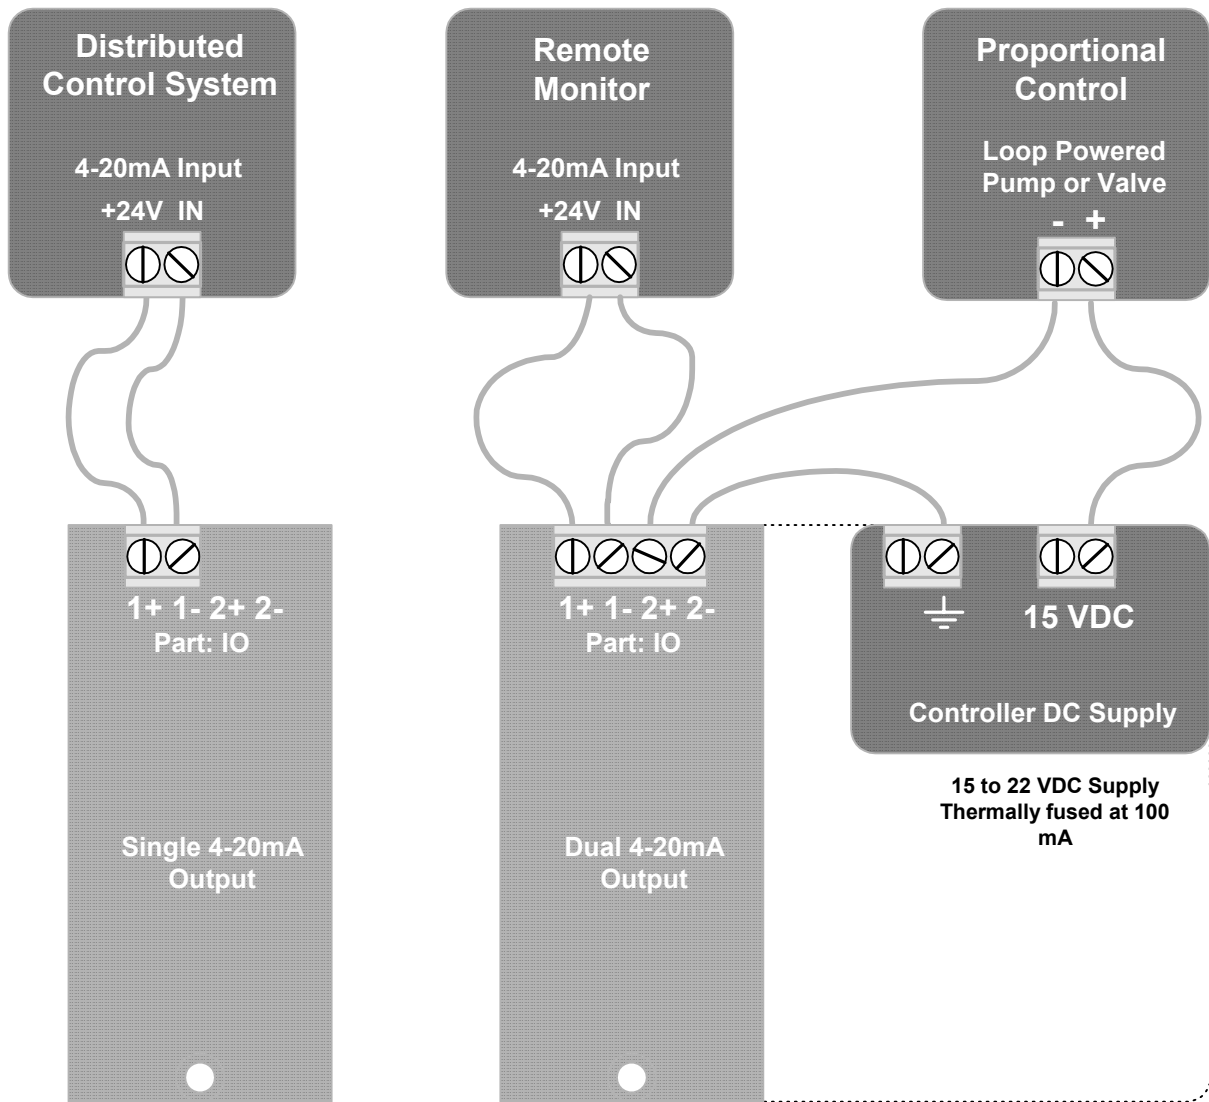 Distributed
Control System
4-20mA Input
+24V IN
Remote
Monitor
4-20mA Input
+24V IN
Proportional
Control
Loop Powered
Pump or Valve
- +
1+ 1- 2+ 2-
Part: IO
Single 4-20mA
Output
1+ 1- 2+ 2-
Part: IO
Dual 4-20mA
Output
15 VDC
Controller DC Supply
15 to 22 VDC Supply
Thermally fused at 100
mA